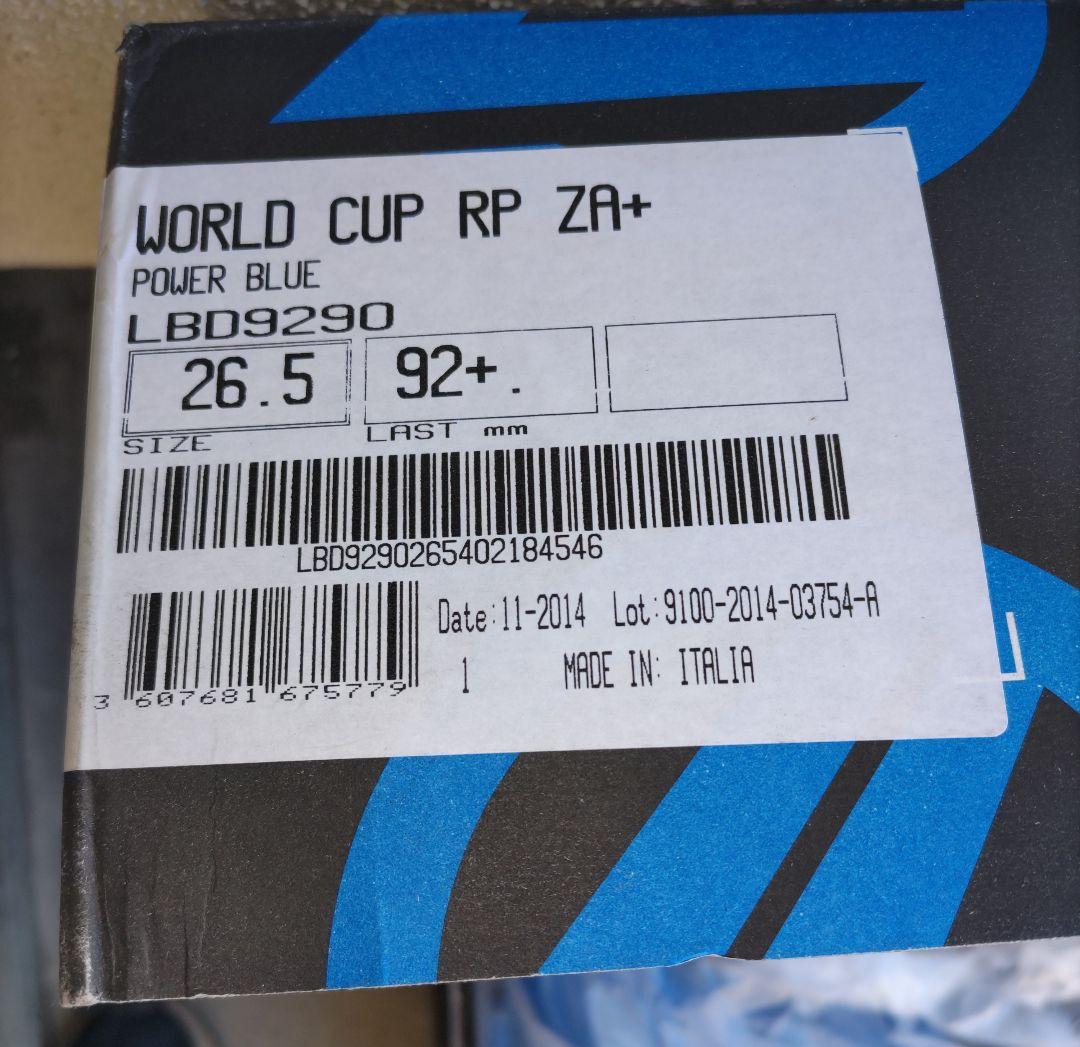 WORLD CUP RP ZA+
POWER BLUE
LBD9290
26.5 92+.
SIZE LAST mm
LBD9290265402184546
Date:11-2014 Lot:9100-2014-03754-A
1 MADE IN: ITALIA
3 607681 675779